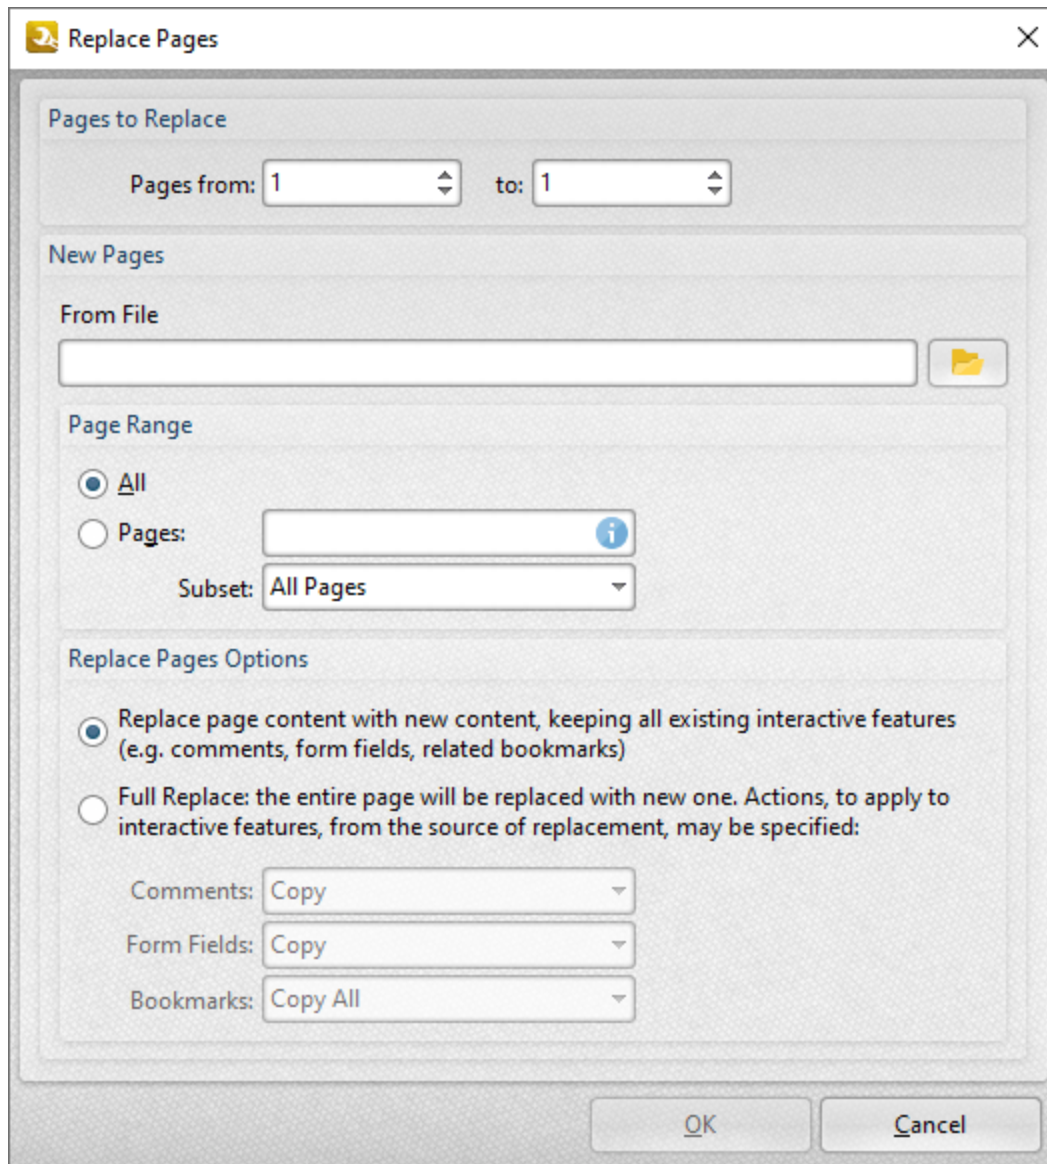 Replace Pages
Pages to Replace
Pages from: 1 to: 1
New Pages
From File
Page Range
All
Pages:
Subset: All Pages
Replace Pages Options
Replace page content with new content, keeping all existing interactive features
(e.g. comments, form fields, related bookmarks)
Full Replace: the entire page will be replaced with new one. Actions, to apply to
interactive features, from the source of replacement, may be specified:
Comments: Copy
Form Fields: Copy
Bookmarks: Copy All
OK Cancel